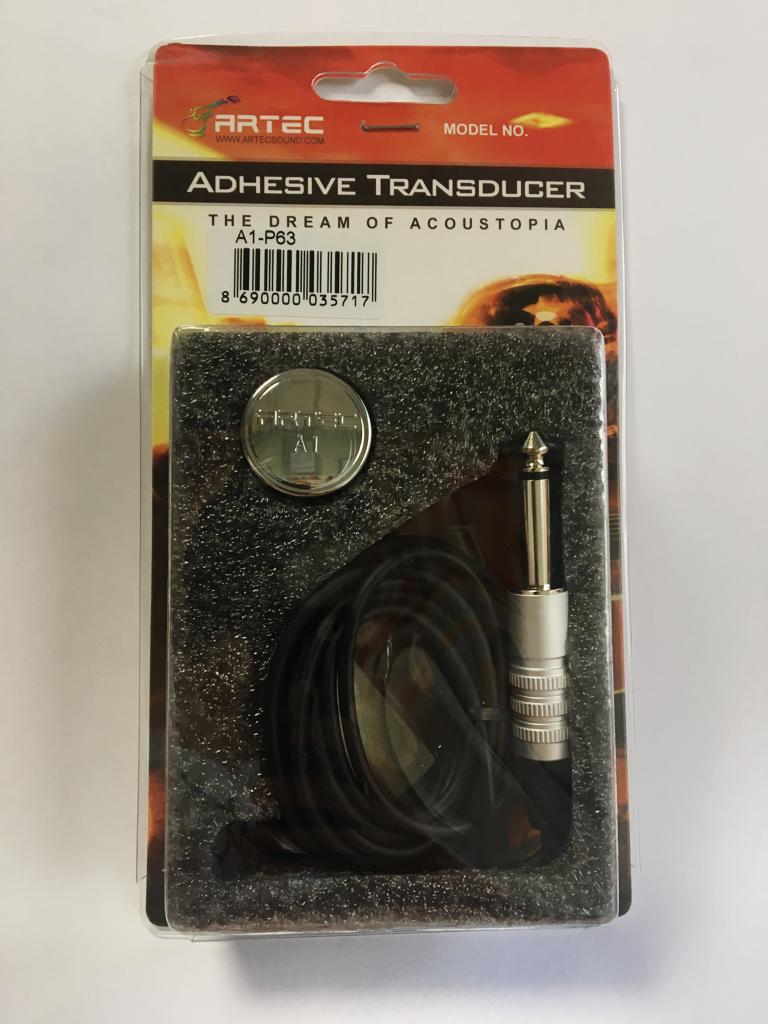 ARTEC
WWW.ARTECSOUND.COM
MODEL NO.
ADHESIVE TRANSDUCER
THE DREAM OF ACOUSTOPIA
A1-P63
8 690000 035717
ARTEC
A1